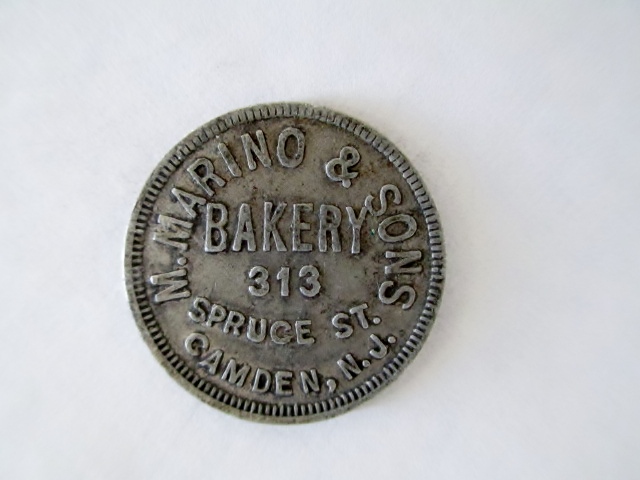 M. MARINO & SONS
BAKERY
313
SPRUCE ST.
CAMDEN, N.J.